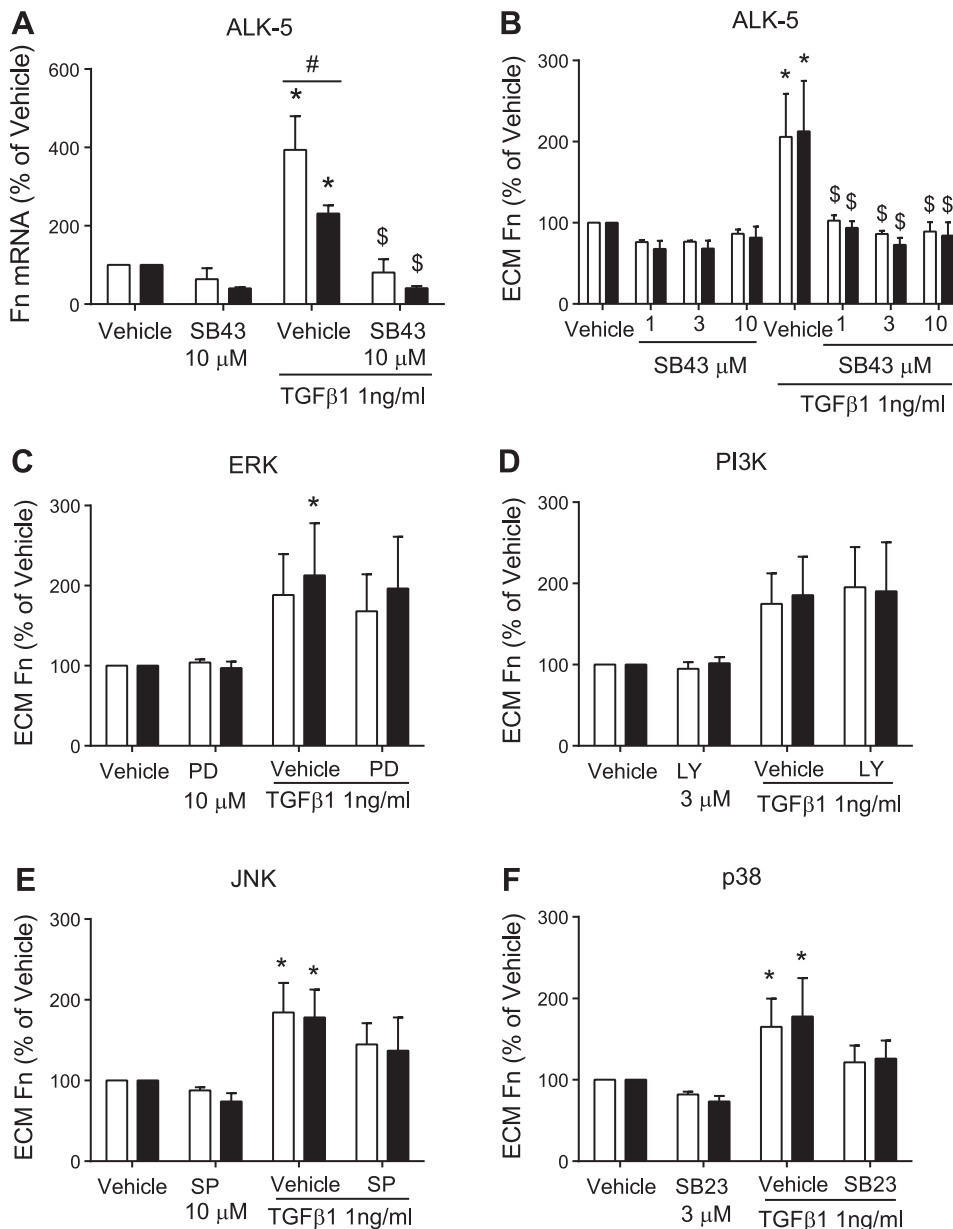 A
ALK-5
Fn mRNA (% of Vehicle)
600
400
200
0
#
*
*
$
$
Vehicle SB43 Vehicle SB43
10 μM 10 μM
TGFβ1 1ng/ml
B
ALK-5
ECM Fn (% of Vehicle)
300
200
100
0
* *
$ $ $ $ $ $
Vehicle 1 3 10 Vehicle 1 3 10
SB43 μM SB43 μM
TGFβ1 1ng/ml
C
ERK
ECM Fn (% of Vehicle)
300
200
100
0
*
Vehicle PD Vehicle PD
10 μM TGFβ1 1ng/ml
D
PI3K
ECM Fn (% of Vehicle)
300
200
100
0
Vehicle LY Vehicle LY
3 μM TGFβ1 1ng/ml
E
JNK
ECM Fn (% of Vehicle)
300
200
100
0
* *
Vehicle SP Vehicle SP
10 μM TGFβ1 1ng/ml
F
p38
ECM Fn (% of Vehicle)
300
200
100
0
* *
Vehicle SB23 Vehicle SB23
3 μM TGFβ1 1ng/ml